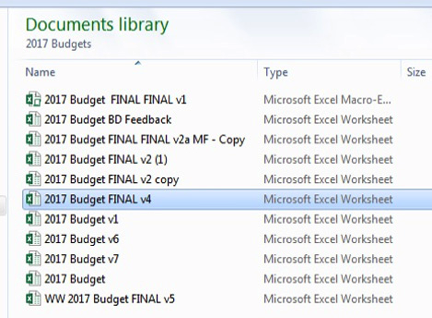 Documents library
2017 Budgets
Name Type Size
2017 Budget FINAL FINAL v1 Microsoft Excel Macro-E...
2017 Budget BD Feedback Microsoft Excel Worksheet
2017 Budget FINAL FINAL v2a MF - Copy Microsoft Excel Worksheet
2017 Budget FINAL v2 (1) Microsoft Excel Worksheet
2017 Budget FINAL v2 copy Microsoft Excel Worksheet
2017 Budget FINAL v4 Microsoft Excel Worksheet
2017 Budget v1 Microsoft Excel Worksheet
2017 Budget v6 Microsoft Excel Worksheet
2017 Budget v7 Microsoft Excel Worksheet
2017 Budget Microsoft Excel Worksheet
WW 2017 Budget FINAL v5 Microsoft Excel Worksheet